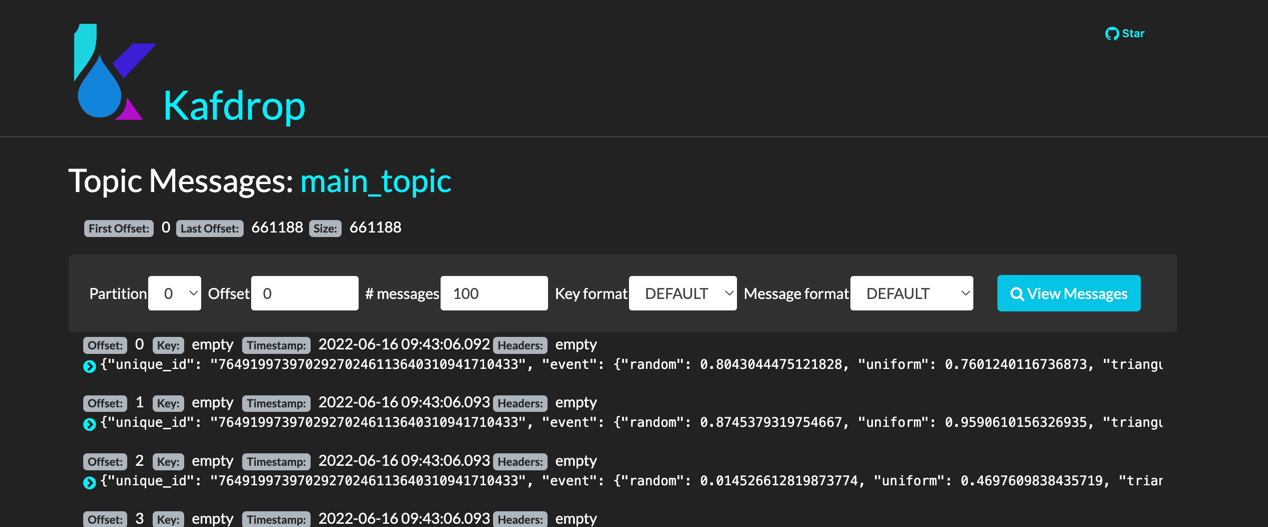 Star
Kafdrop
Topic Messages: main_topic
First Offset: 0 Last Offset: 661188 Size: 661188
Partition 0 Offset 0 # messages 100 Key format DEFAULT Message format DEFAULT View Messages
Offset: 0 Key: empty Timestamp: 2022-06-16 09:43:06.092 Headers: empty
{"unique_id": "76491997397029270246113640310941710433", "event": {"random": 0.8043044475121828, "uniform": 0.7601240116736873, "triangu
Offset: 1 Key: empty Timestamp: 2022-06-16 09:43:06.093 Headers: empty
{"unique_id": "76491997397029270246113640310941710433", "event": {"random": 0.8745379319754667, "uniform": 0.9590610156326935, "triangu
Offset: 2 Key: empty Timestamp: 2022-06-16 09:43:06.093 Headers: empty
{"unique_id": "76491997397029270246113640310941710433", "event": {"random": 0.014526612819873774, "uniform": 0.4697609838435719, "trian
Offset: 3 Key: empty Timestamp: 2022-06-16 09:43:06.093 Headers: empty